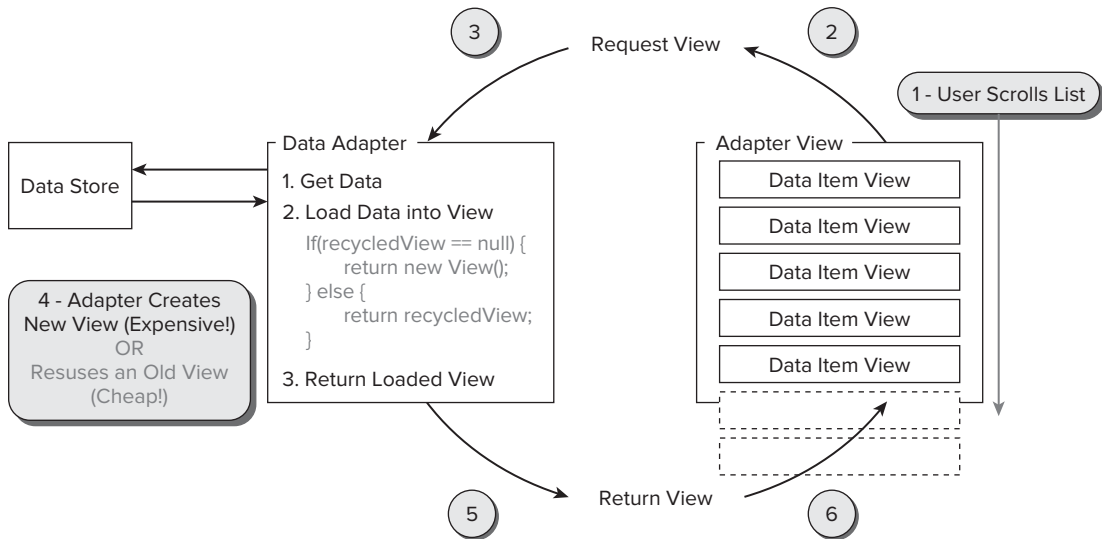 3
Request View
2
1 - User Scrolls List
Data Adapter
Adapter View
Data Store
1. Get Data
2. Load Data into View
If(recycledView == null) {
return new View();
} else {
return recycledView;
}
3. Return Loaded View
Data Item View
Data Item View
Data Item View
Data Item View
Data Item View
4 - Adapter Creates
New View (Expensive!)
OR
Resuses an Old View
(Cheap!)
5
Return View
6